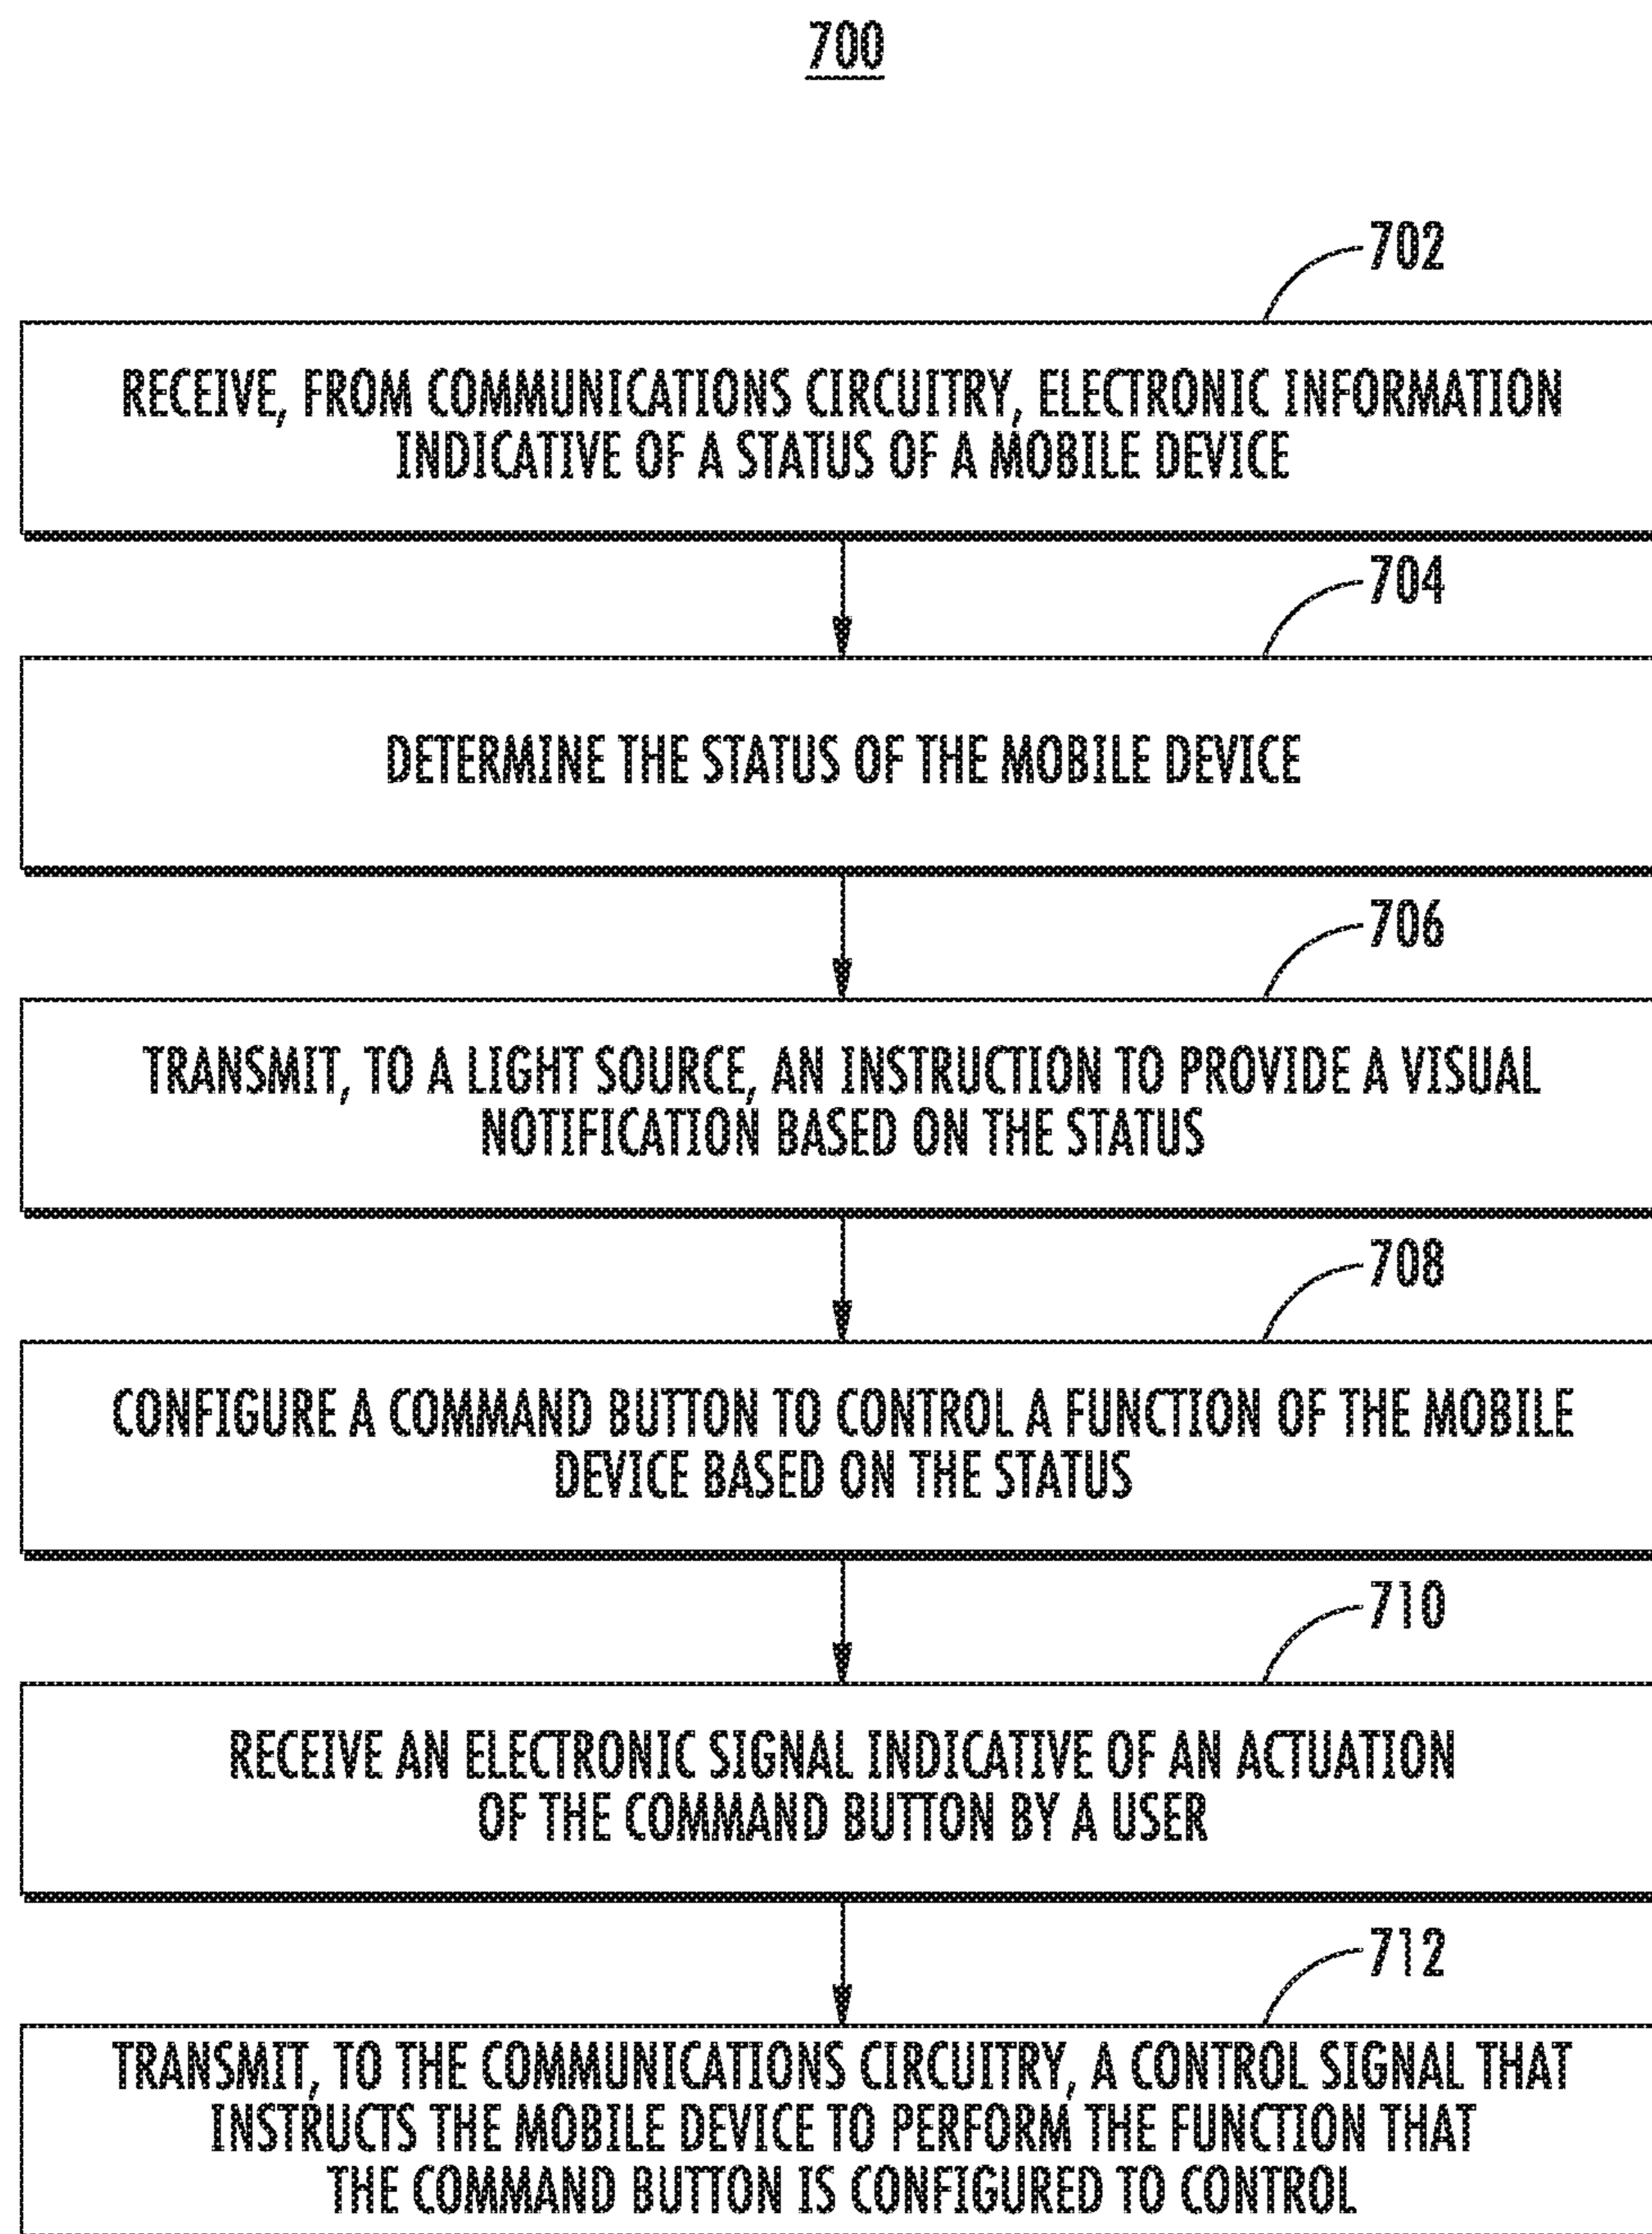 700
702
RECEIVE, FROM COMMUNICATIONS CIRCUITRY, ELECTRONIC INFORMATION
INDICATIVE OF A STATUS OF A MOBILE DEVICE
704
DETERMINE THE STATUS OF THE MOBILE DEVICE
706
TRANSMIT, TO A LIGHT SOURCE, AN INSTRUCTION TO PROVIDE A VISUAL
NOTIFICATION BASED ON THE STATUS
708
CONFIGURE A COMMAND BUTTON TO CONTROL A FUNCTION OF THE MOBILE
DEVICE BASED ON THE STATUS
710
RECEIVE AN ELECTRONIC SIGNAL INDICATIVE OF AN ACTUATION
OF THE COMMAND BUTTON BY A USER
712
TRANSMIT, TO THE COMMUNICATIONS CIRCUITRY, A CONTROL SIGNAL THAT
INSTRUCTS THE MOBILE DEVICE TO PERFORM THE FUNCTION THAT
THE COMMAND BUTTON IS CONFIGURED TO CONTROL